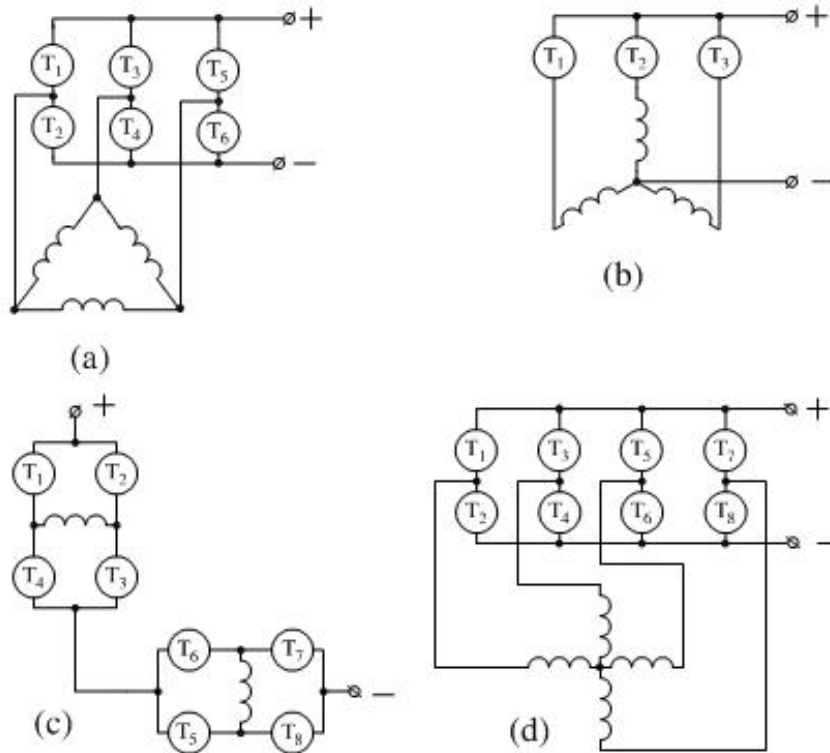 +
T₁ T₃ T₅
T₂ T₄ T₆
−
(a)
+
T₁ T₂ T₃
−
(b)
+
T₁ T₂
T₄ T₃
T₆ T₇
−
T₅ T₈
(c)
+
T₁ T₃ T₅ T₇
T₂ T₄ T₆ T₈
−
(d)